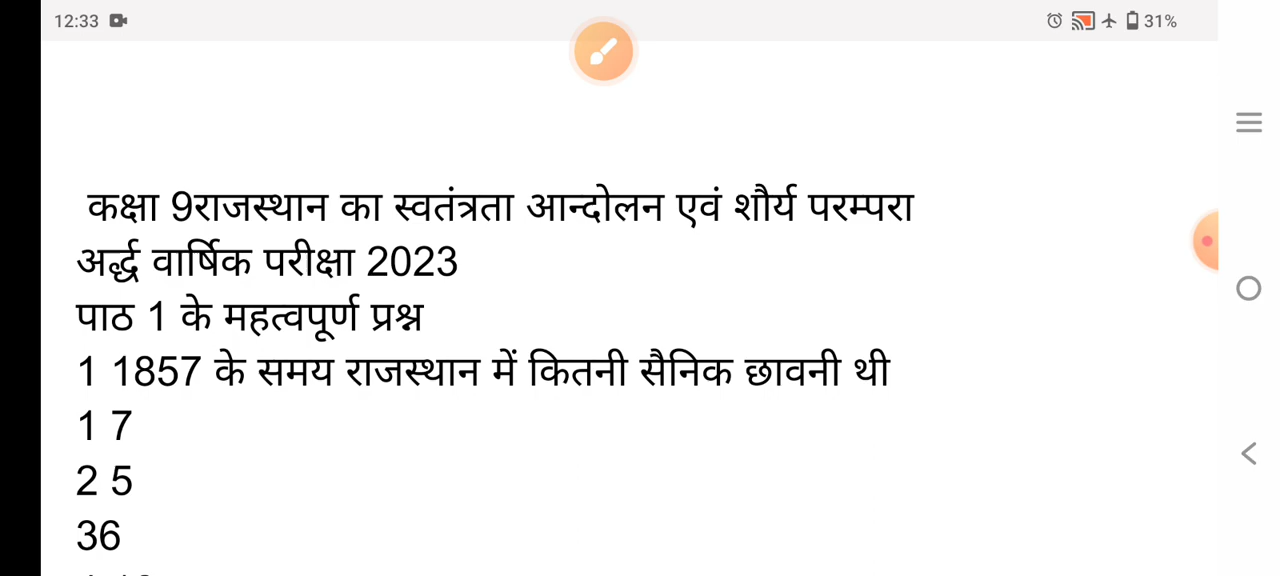 12:33
31%
कक्षा 9राजस्थान का स्वतंत्रता आन्दोलन एवं शौर्य परम्परा
अर्द्ध वार्षिक परीक्षा 2023
पाठ 1 के महत्वपूर्ण प्रश्न
1 1857 के समय राजस्थान में कितनी सैनिक छावनी थी
1 7
2 5
36